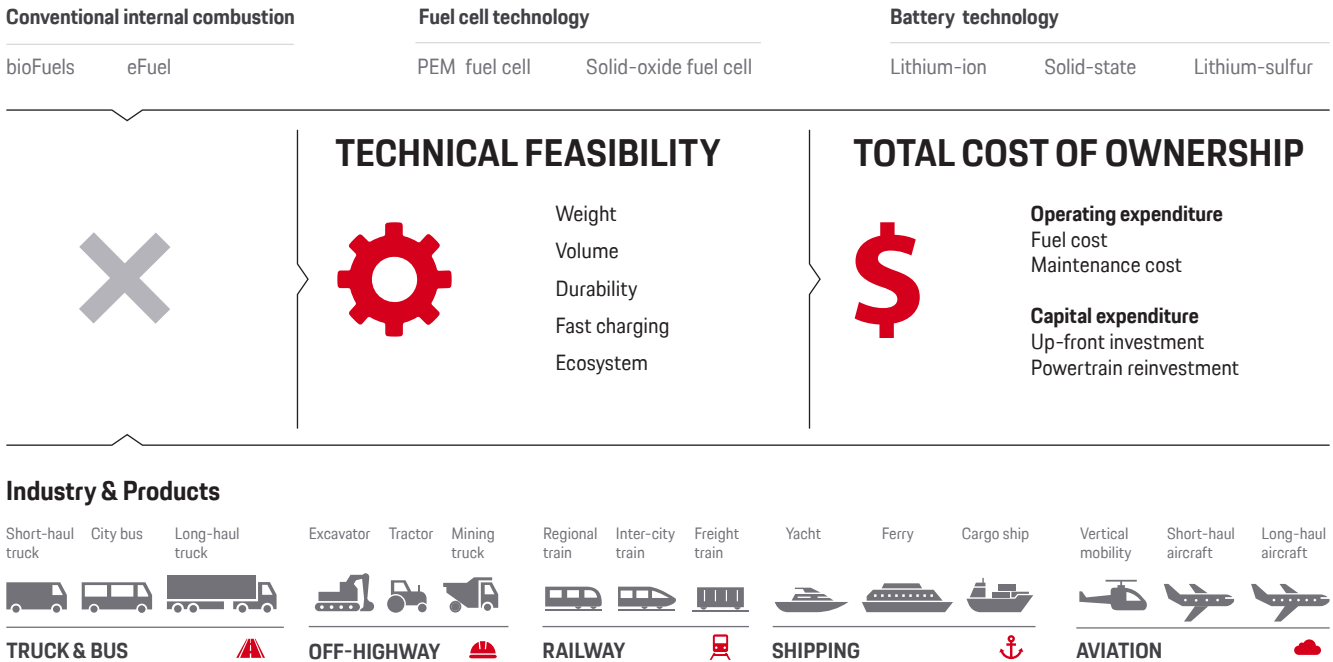 Conventional internal combustion
Fuel cell technology
Battery technology
bioFuels
eFuel
PEM fuel cell
Solid-oxide fuel cell
Lithium-ion
Solid-state
Lithium-sulfur
TECHNICAL FEASIBILITY
Weight
Volume
Durability
Fast charging
Ecosystem
TOTAL COST OF OWNERSHIP
$
Operating expenditure
Fuel cost
Maintenance cost
Capital expenditure
Up-front investment
Powertrain reinvestment
Industry & Products
Short-haul
truck
City bus
Long-haul
truck
Excavator
Tractor
Mining
truck
Regional
train
Inter-city
train
Freight
train
Yacht
Ferry
Cargo ship
Vertical
mobility
Short-haul
aircraft
Long-haul
aircraft
TRUCK & BUS
OFF-HIGHWAY
RAILWAY
SHIPPING
AVIATION